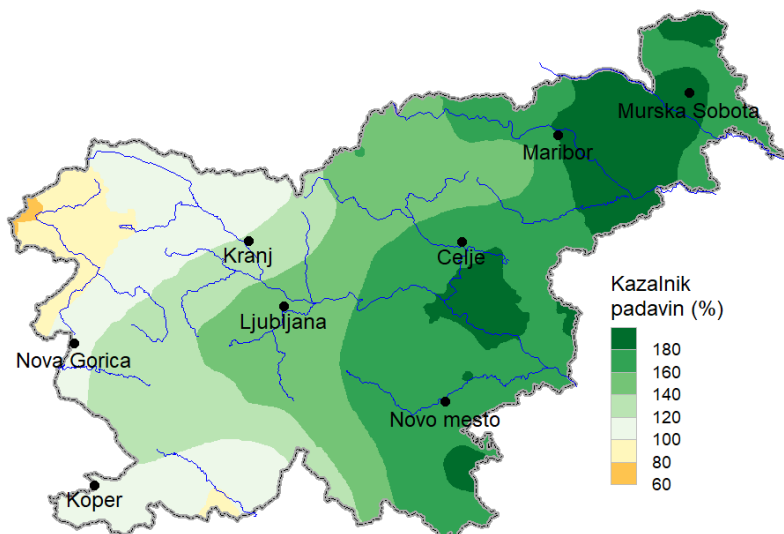 Murska Sobota
Maribor
Kranj
Celje
Ljubljana
Nova Gorica
Novo mesto
Koper
Kazalnik
padavin (%)
180
160
140
120
100
80
60